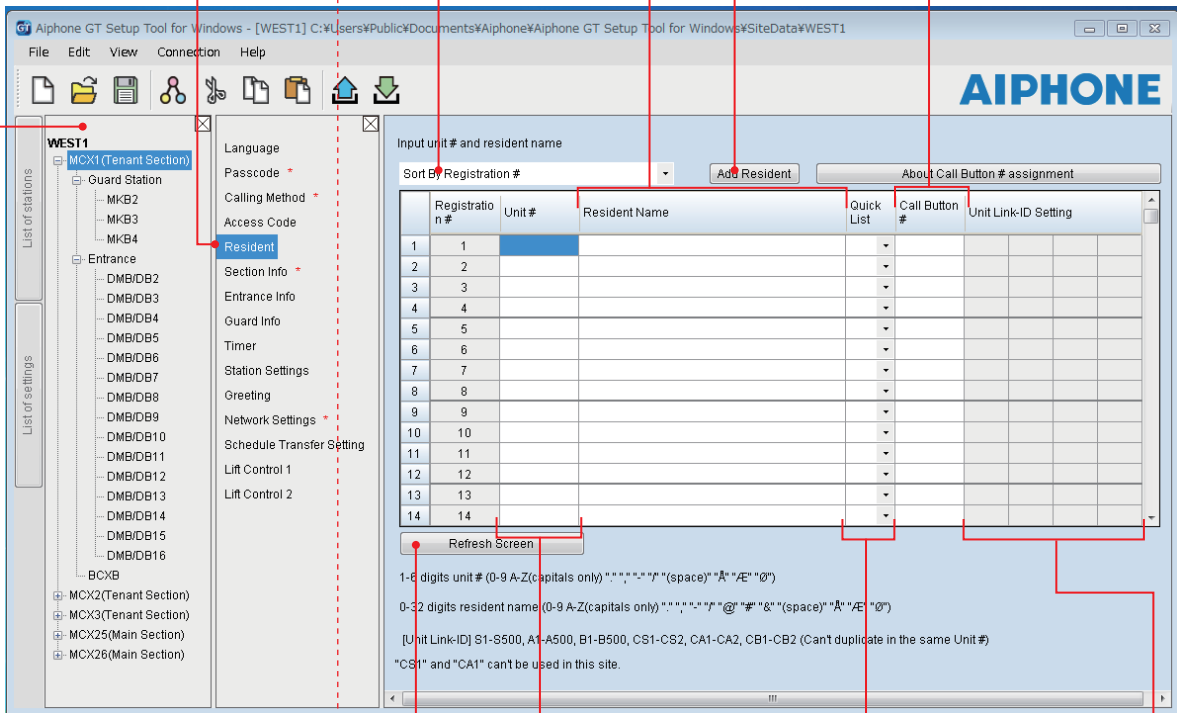 Aiphone GT Setup Tool for Windows - [WEST1] C:¥Users¥Public¥Documents¥Aiphone¥Aiphone GT Setup Tool for Windows¥SiteData¥WEST1
File Edit View Connection Help
AIPHONE
List of stations
List of settings
WEST1
MCX1(Tenant Section)
Guard Station
MKB2
MKB3
MKB4
Entrance
DMB/DB2
DMB/DB3
DMB/DB4
DMB/DB5
DMB/DB6
DMB/DB7
DMB/DB8
DMB/DB9
DMB/DB10
DMB/DB11
DMB/DB12
DMB/DB13
DMB/DB14
DMB/DB15
DMB/DB16
BCXB
MCX2(Tenant Section)
MCX3(Tenant Section)
MCX25(Main Section)
MCX26(Main Section)
Language
Passcode *
Calling Method *
Access Code
Resident
Section Info *
Entrance Info
Guard Info
Timer
Station Settings
Greeting
Network Settings *
Schedule Transfer Setting
Lift Control 1
Lift Control 2
Input unit # and resident name
Sort By Registration # Add Resident About Call Button # assignment
Registratio
n # Unit # Resident Name Quick
List Call Button
# Unit Link-ID Setting
1 1
2 2
3 3
4 4
5 5
6 6
7 7
8 8
9 9
10 10
11 11
12 12
13 13
14 14
Refresh Screen
1-6 digits unit # (0-9 A-Z(capitals only) "." "," "-" "/" "(space)" "Å" "Æ" "Ø")
0-32 digits resident name (0-9 A-Z(capitals only) "." "," "-" "/" "@" "#" "&" "(space)" "Å" "Æ" "Ø")
[Unit Link-ID] S1-S500, A1-A500, B1-B500, CS1-CS2, CA1-CA2, CB1-CB2 (Can't duplicate in the same Unit #)
"CS1" and "CA1" can't be used in this site.